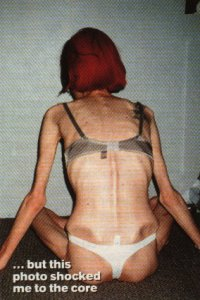 ... but this
photo shocked
me to the core